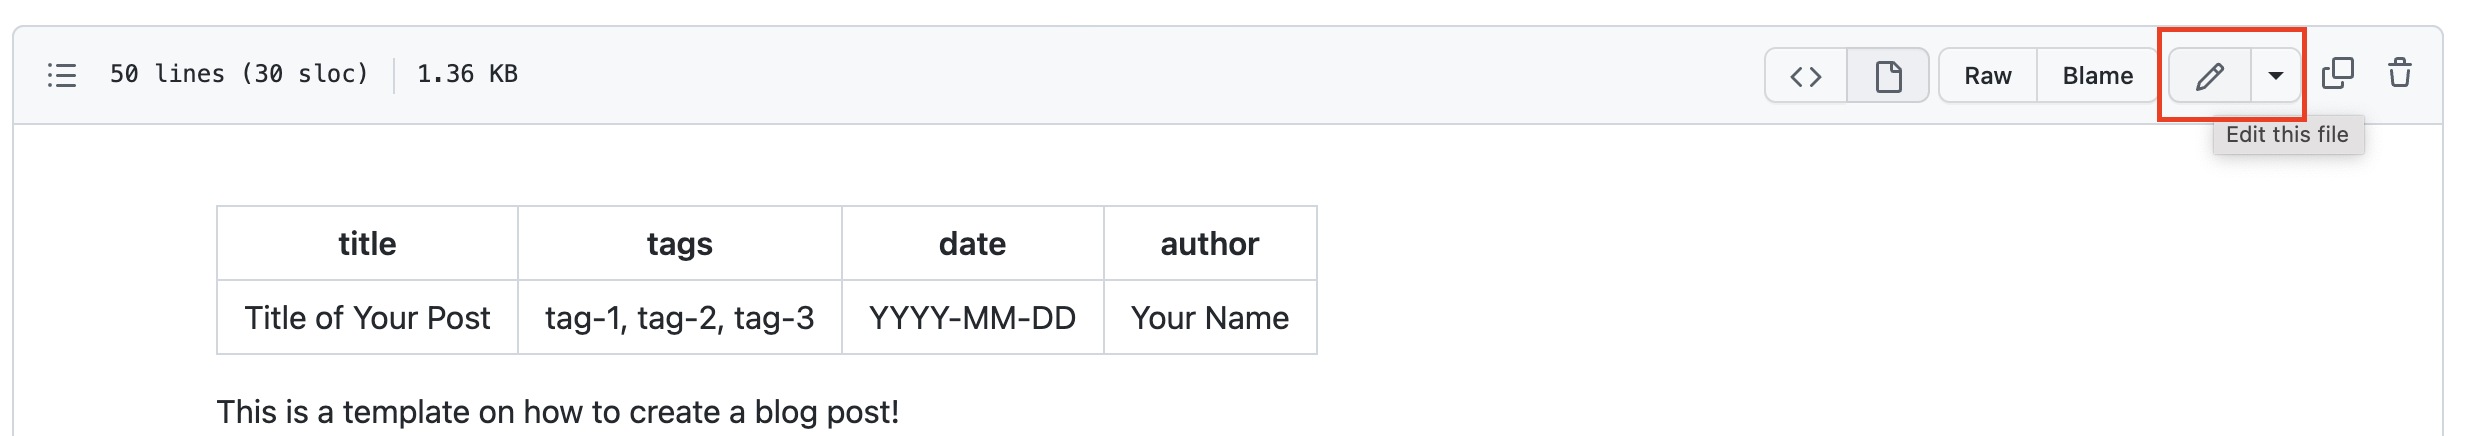 50 lines (30 sloc) 1.36 KB Raw Blame
Edit this file
title tags date author
Title of Your Post tag-1, tag-2, tag-3 YYYY-MM-DD Your Name
This is a template on how to create a blog post!